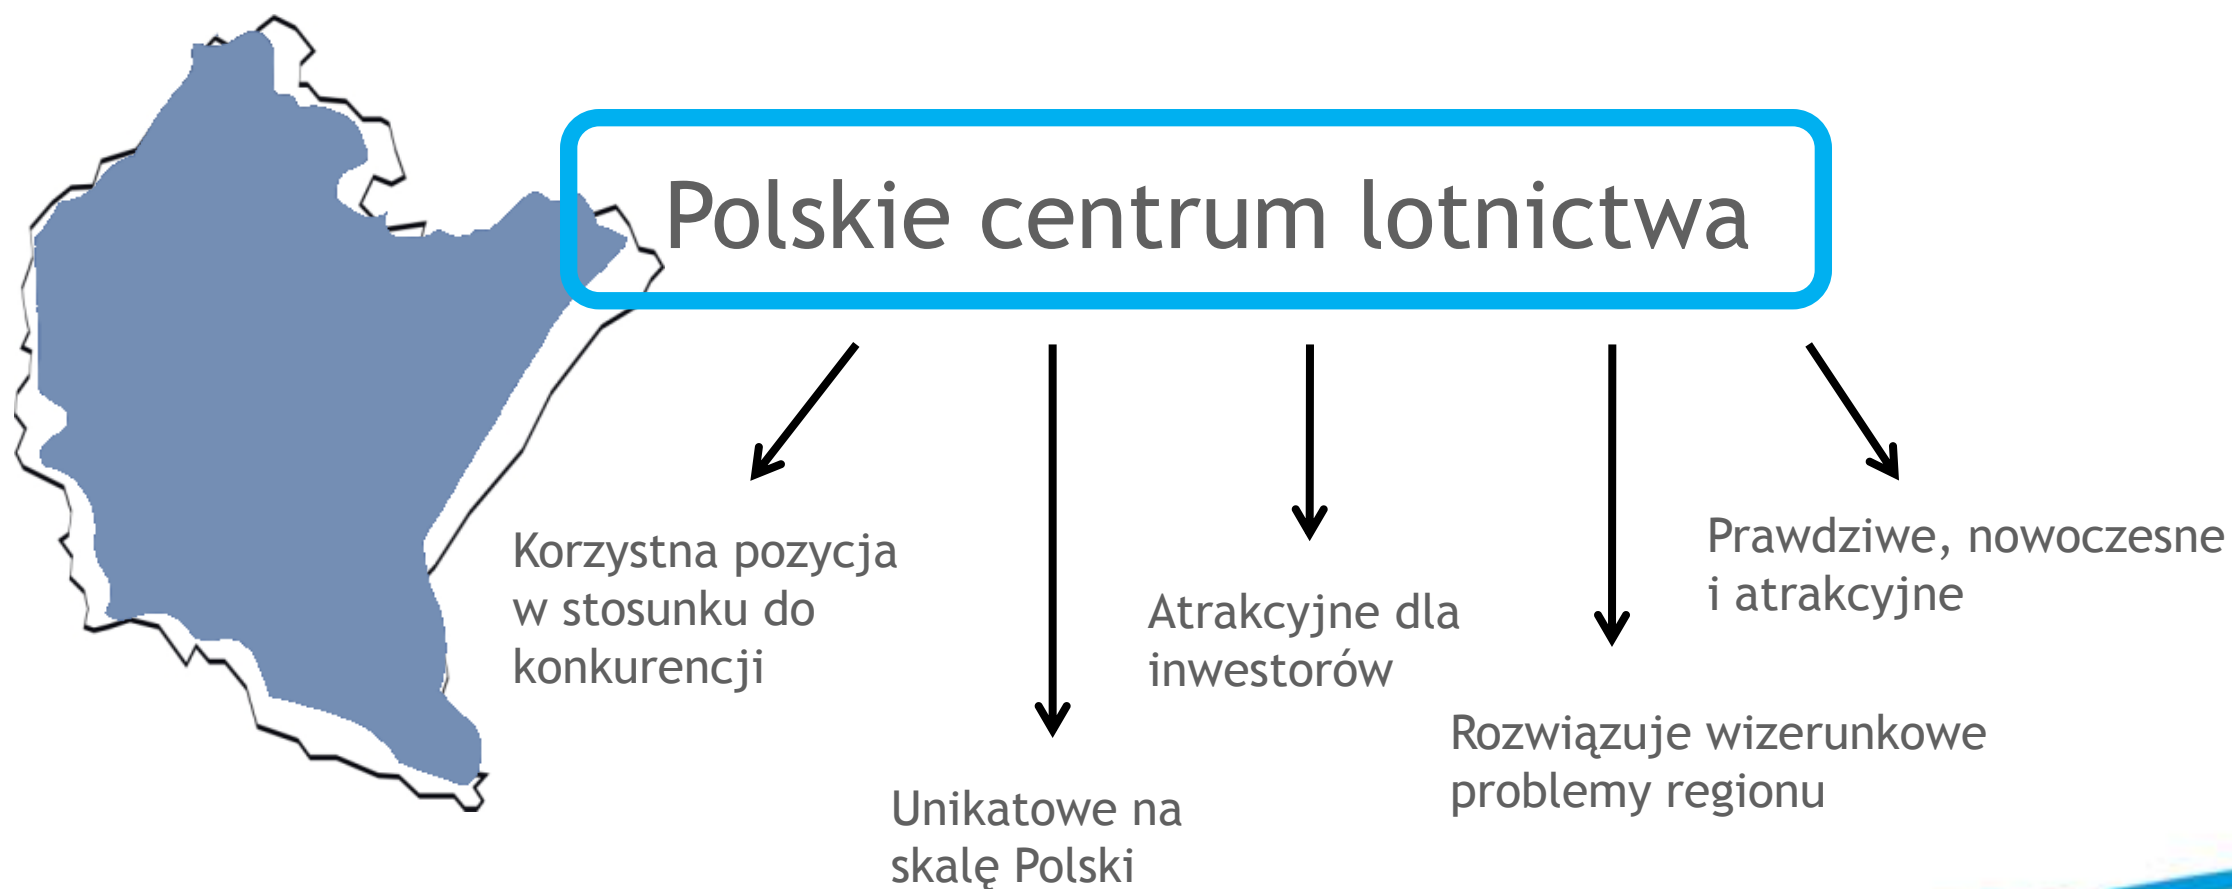 Polskie centrum lotnictwa
Korzystna pozycja
w stosunku do
konkurencji
Unikatowe na
skalę Polski
Atrakcyjne dla
inwestorów
Rozwiązuje wizerunkowe
problemy regionu
Prawdziwe, nowoczesne
i atrakcyjne